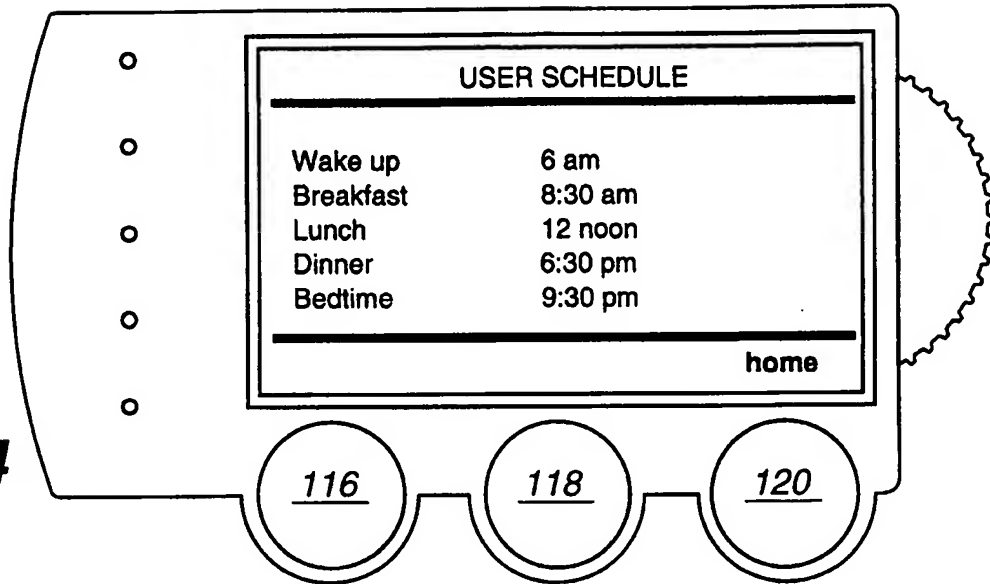 USER SCHEDULE
Wake up 6 am
Breakfast 8:30 am
Lunch 12 noon
Dinner 6:30 pm
Bedtime 9:30 pm
home
116 118 120